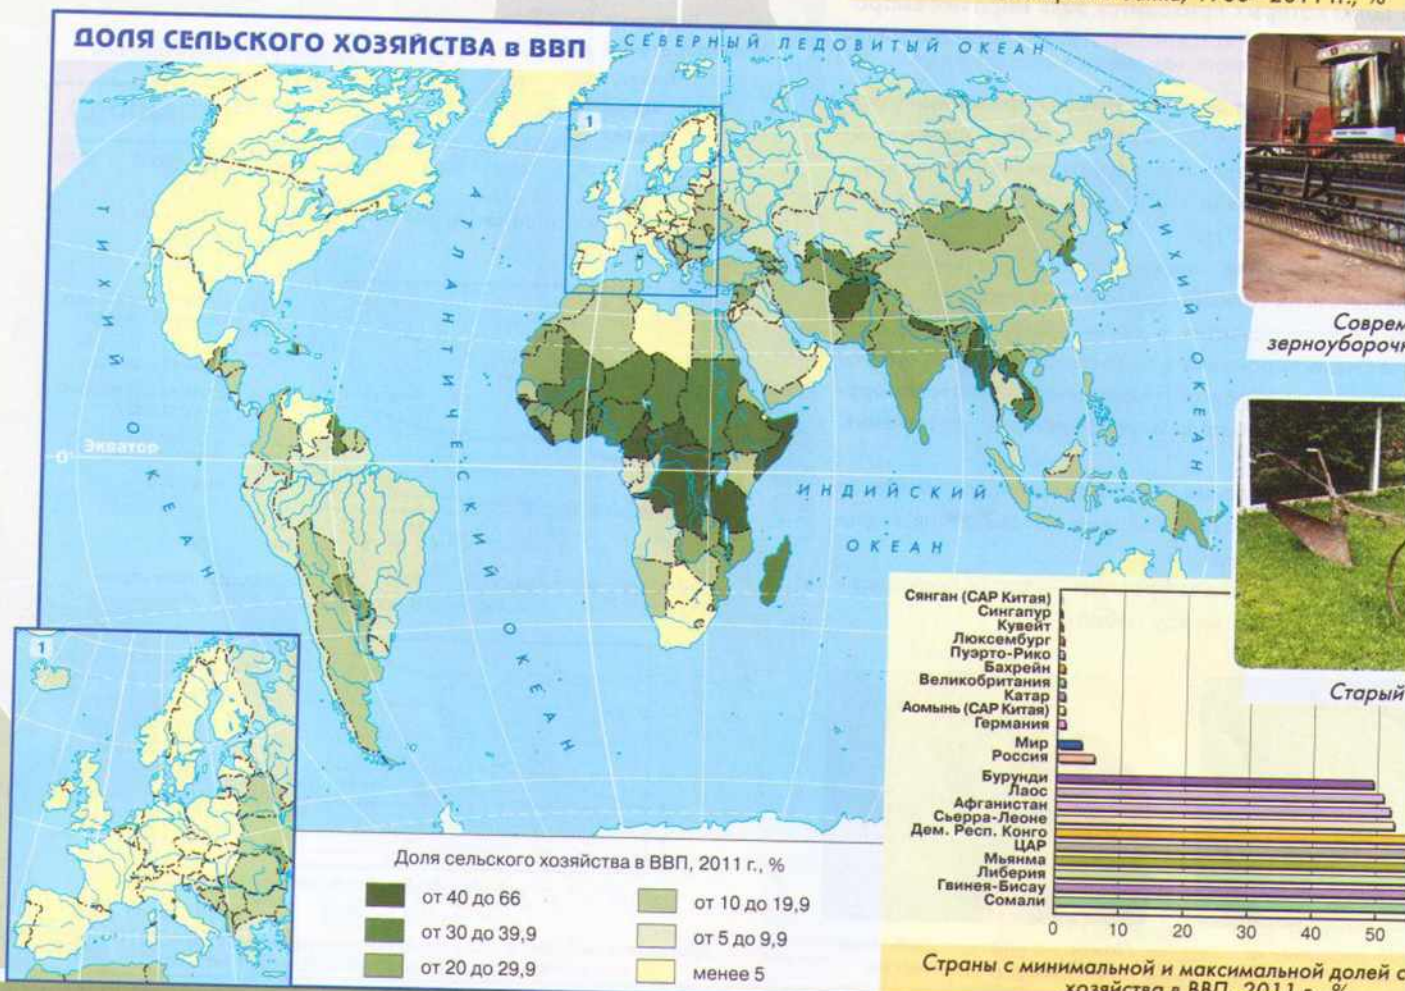 ДОЛЯ СЕЛЬСКОГО ХОЗЯЙСТВА в ВВП
СЕВЕРНЫЙ ЛЕДОВИТЫЙ ОКЕАН
1
ТИХИЙ ОКЕАН
АТЛАНТИЧЕСКИЙ ОКЕАН
ТИХИЙ ОКЕАН
Экватор
0°
ИНДИЙСКИЙ
ОКЕАН
1
Доля сельского хозяйства в ВВП, 2011 г., %
от 40 до 66
от 30 до 39,9
от 20 до 29,9
от 10 до 19,9
от 5 до 9,9
менее 5
Соврем
зерноуборочн
Старый
Сянган (САР Китая)
Сингапур
Кувейт
Люксембург
Пуэрто-Рико
Бахрейн
Великобритания
Катар
Аомынь (САР Китая)
Германия
Мир
Россия
Бурунди
Лаос
Афганистан
Сьерра-Леоне
Дем. Респ. Конго
ЦАР
Мьянма
Либерия
Гвинея-Бисау
Сомали
0 10 20 30 40 50
Страны с минимальной и максимальной долей с
хозяйства в ВВП, 2011 г., %